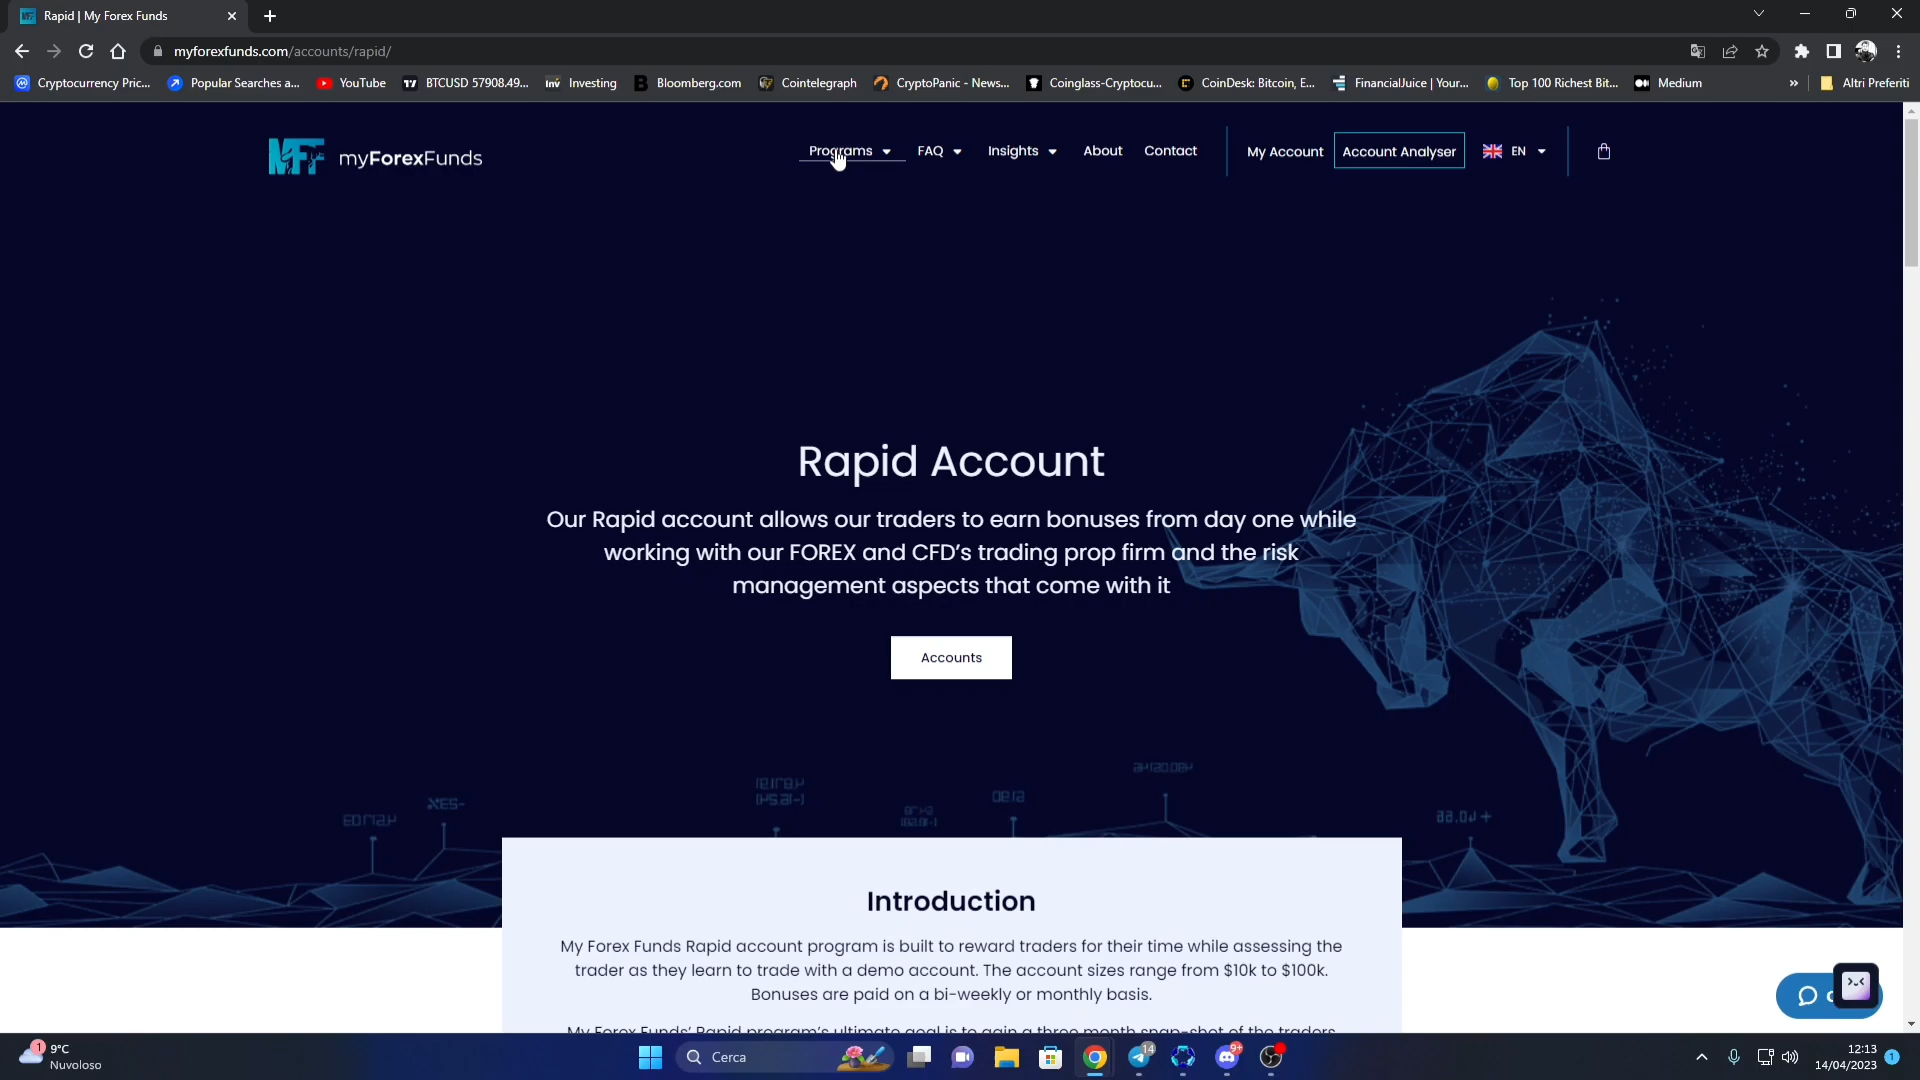 Rapid | My Forex Funds
myforexfunds.com/accounts/rapid/
Cryptocurrency Pric... Popular Searches a... YouTube BTCUSD 57908.49... Investing Bloomberg.com Cointelegraph CryptoPanic - News... Coinglass-Cryptocu... CoinDesk: Bitcoin, E... FinancialJuice | Your... Top 100 Richest Bit... Medium » Altri Preferiti
MFF myForexFunds Programs FAQ Insights About Contact My Account Account Analyser EN
Rapid Account
Our Rapid account allows our traders to earn bonuses from day one while
working with our FOREX and CFD's trading prop firm and the risk
management aspects that come with it
Accounts
Introduction
My Forex Funds Rapid account program is built to reward traders for their time while assessing the
trader as they learn to trade with a demo account. The account sizes range from $10k to $100k.
Bonuses are paid on a bi-weekly or monthly basis.
My Forex Funds' Rapid program's ultimate goal is to gain a three month snap-shot of the traders
1 9°C
Nuvoloso
Cerca
14
9+
12:13
14/04/2023
1